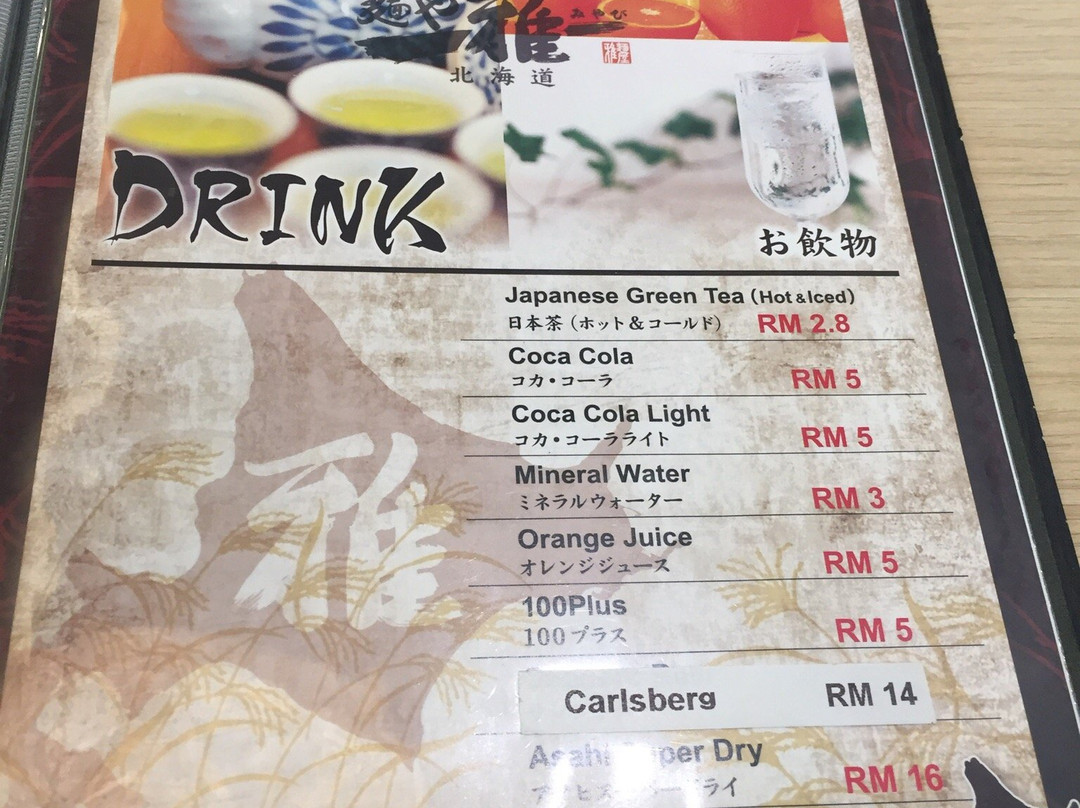 麺や
雅
みやび
雅
北海道
DRINK
お飲物
Japanese Green Tea (Hot & Iced)
日本茶 (ホット&コールド) RM 2.8
Coca Cola
コカ・コーラ RM 5
Coca Cola Light
コカ・コーラライト RM 5
Mineral Water
ミネラルウォーター RM 3
Orange Juice
オレンジジュース RM 5
100Plus
100プラス RM 5
Carlsberg RM 14
Asahi Super Dry
RM 16